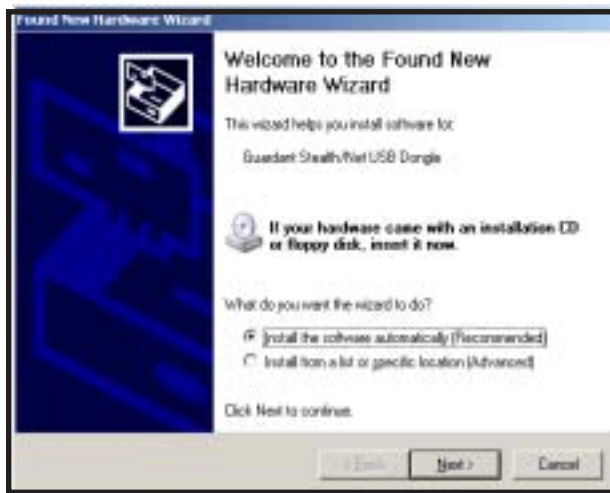 Found New Hardware Wizard
Welcome to the Found New
Hardware Wizard
This wizard helps you install software for:
Guardant Stealth/Net USB Dongle
If your hardware came with an installation CD
or floppy disk, insert it now.
What do you want the wizard to do?
Install the software automatically (Recommended)
Install from a list or specific location (Advanced)
Click Next to continue.
< Back
Next >
Cancel